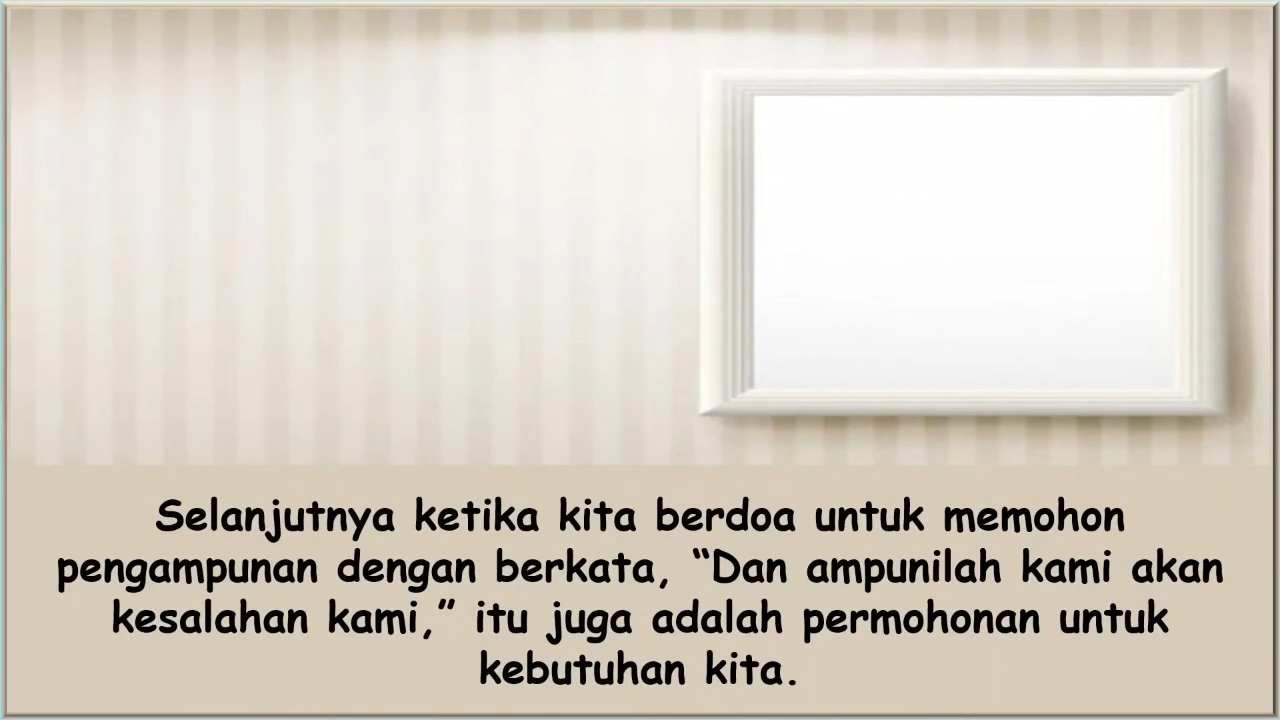 Selanjutnya ketika kita berdoa untuk memohon
pengampunan dengan berkata, “Dan ampunilah kami akan
kesalahan kami,” itu juga adalah permohonan untuk
kebutuhan kita.